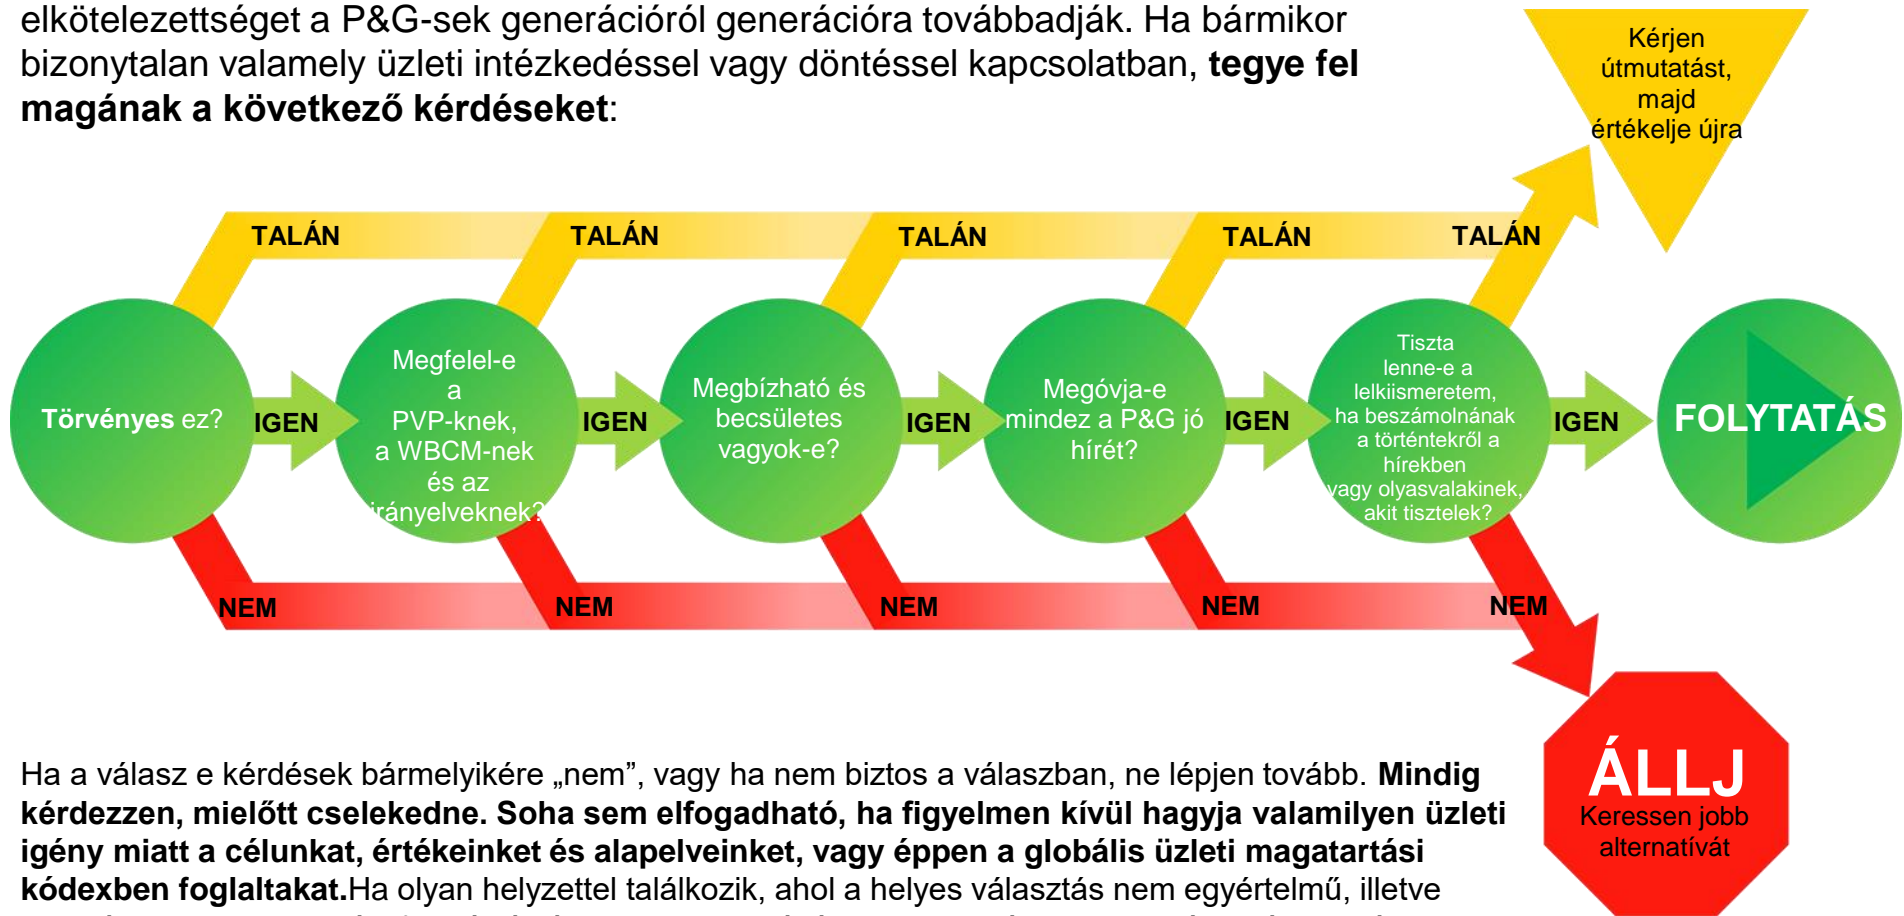 elkötelezettséget a P&G-sek generációról generációra továbbadják. Ha bármikor
bizonytalan valamely üzleti intézkedéssel vagy döntéssel kapcsolatban, tegye fel
magának a következő kérdéseket:
Kérjen
útmutatást,
majd
értékelje újra
TALÁN
TALÁN
TALÁN
TALÁN
TALÁN
Törvényes ez?
IGEN
Megfelel-e
a
PVP-knek,
a WBCM-nek
és az
irányelveknek?
IGEN
Megbízható és
becsületes
vagyok-e?
IGEN
Megóvja-e
mindez a P&G jó
hírét?
IGEN
Tiszta
lenne-e a
lelkiismeretem,
ha beszámolnának
a történtekről a
hírekben
vagy olyasvalakinek,
akit tisztelek?
IGEN
FOLYTATÁS
NEM
NEM
NEM
NEM
NEM
ÁLLJ
Keressen jobb
alternatívát
Ha a válasz e kérdések bármelyikére „nem”, vagy ha nem biztos a válaszban, ne lépjen tovább. Mindig
kérdezzen, mielőtt cselekedne. Soha sem elfogadható, ha figyelmen kívül hagyja valamilyen üzleti
igény miatt a célunkat, értékeinket és alapelveinket, vagy éppen a globális üzleti magatartási
kódexben foglaltakat.Ha olyan helyzettel találkozik, ahol a helyes választás nem egyértelmű, illetve